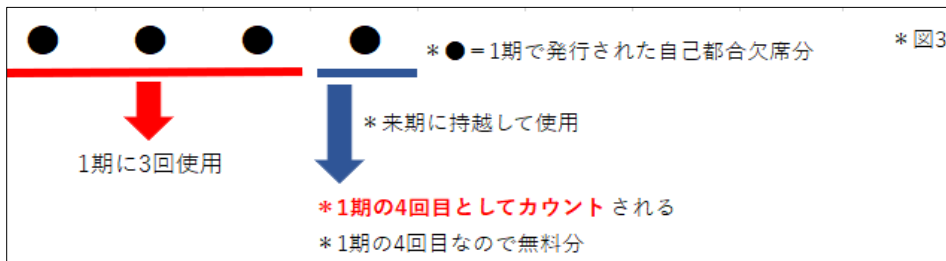 ＊●＝1期で発行された自己都合欠席分
＊図3
＊来期に持越して使用
1期に3回使用
＊1期の4回目としてカウントされる
＊1期の4回目なので無料分